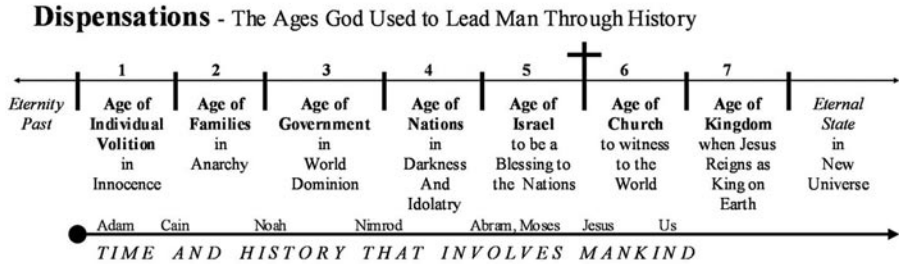 Dispensations - The Ages God Used to Lead Man Through History
1 2 3 4 5 6 7
Eternity
Past
Age of
Individual
Volition
in
Innocence
Age of
Families
in
Anarchy
Age of
Government
in
World
Dominion
Age of
Nations
in
Darkness
And
Idolatry
Age of
Israel
to be a
Blessing to
the Nations
Age of
Church
to witness
to the
World
Age of
Kingdom
when Jesus
Reigns as
King on
Earth
Eternal
State
in
New
Universe
Adam Cain Noah Nimrod Abram, Moses Jesus Us
TIME AND HISTORY THAT INVOLVES MANKIND